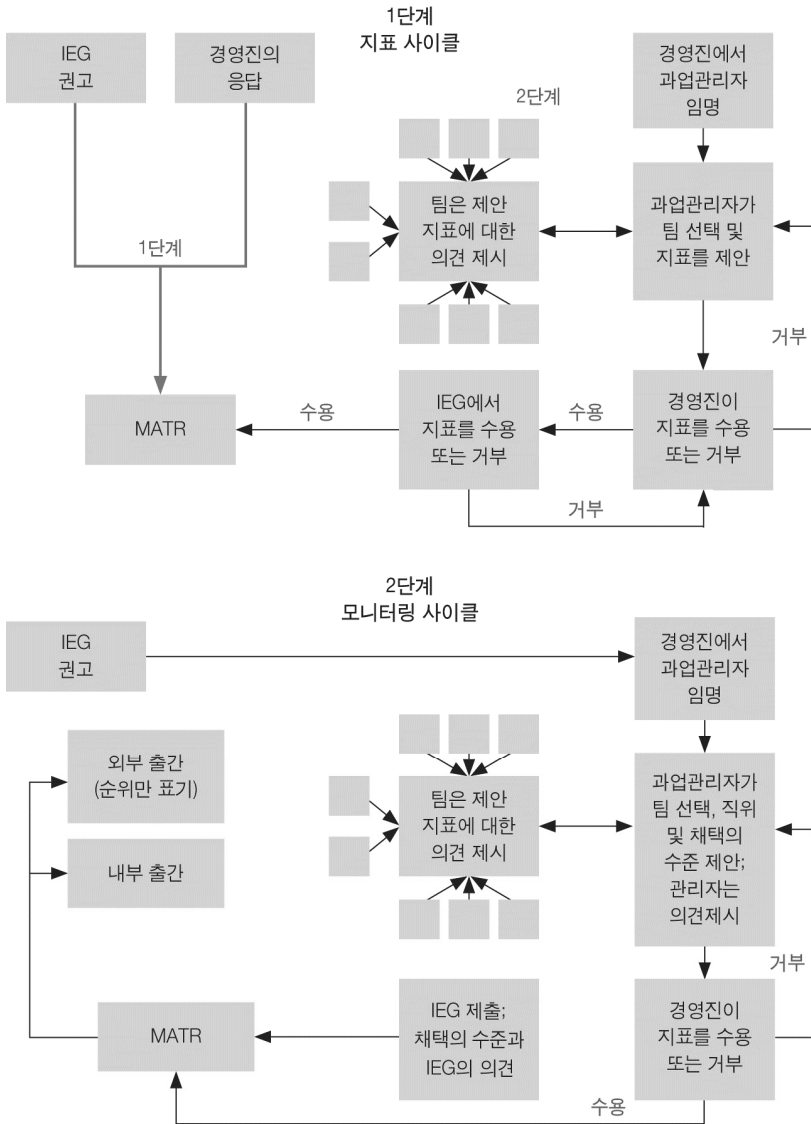 1단계
지표 사이클
IEG
권고
경영진의
응답
경영진에서
과업관리자
임명
2단계
팀은 제안
지표에 대한
의견 제시
과업관리자가
팀 선택 및
지표를 제안
1단계
거부
MATR
수용
IEG에서
지표를 수용
또는 거부
수용
경영진이
지표를 수용
또는 거부
거부
2단계
모니터링 사이클
IEG
권고
경영진에서
과업관리자
임명
외부 출간
(순위만 표기)
내부 출간
팀은 제안
지표에 대한
의견 제시
과업관리자가
팀 선택, 직위
및 채택의
수준 제안;
관리자는
의견제시
거부
MATR
IEG 제출;
채택의 수준과
IEG의 의견
경영진이
지표를 수용
또는 거부
수용